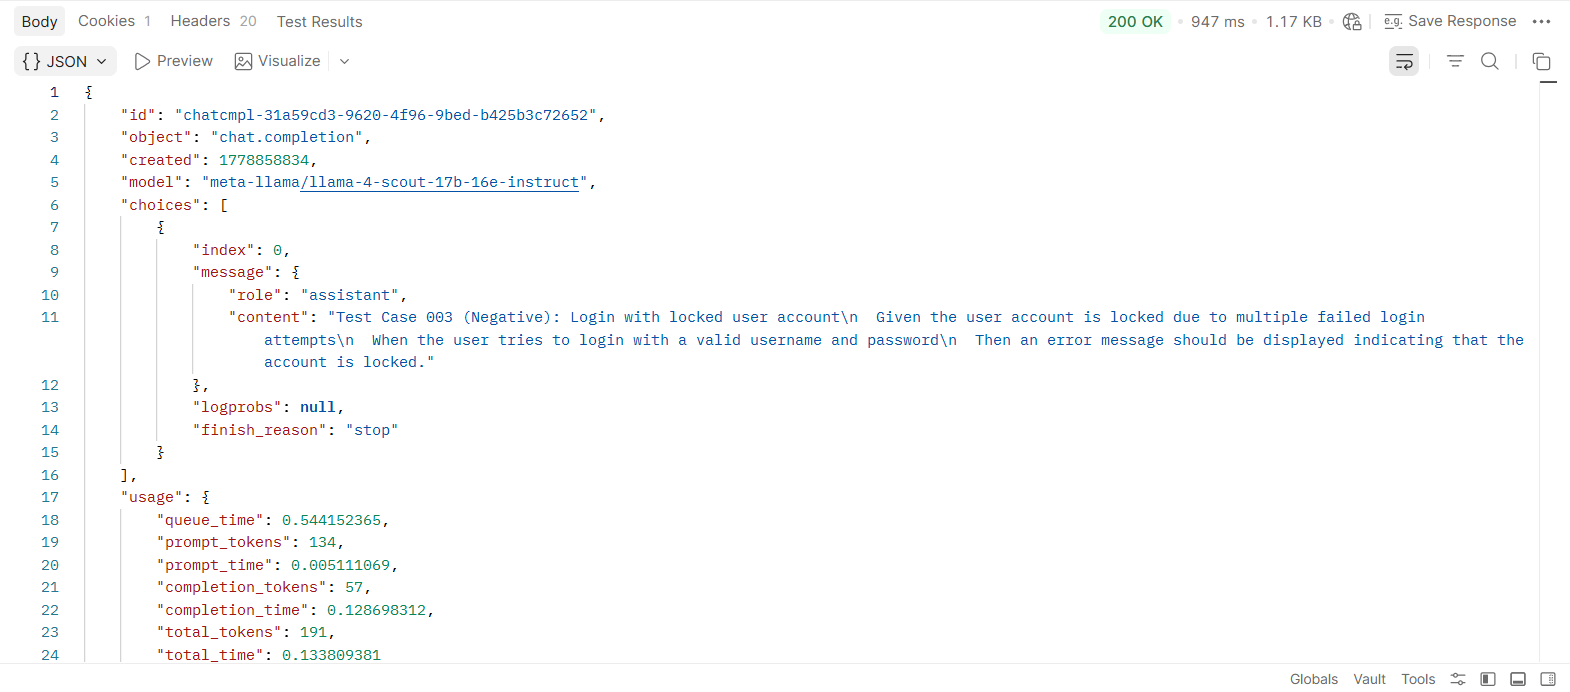 Body Cookies 1 Headers 20 Test Results 200 OK • 947 ms • 1.17 KB • e.g. Save Response •••
{} JSON Preview Visualize
1 {
2 "id": "chatcmpl-31a59cd3-9620-4f96-9bed-b425b3c72652",
3 "object": "chat.completion",
4 "created": 1778858834,
5 "model": "meta-llama/llama-4-scout-17b-16e-instruct",
6 "choices": [
7 {
8 "index": 0,
9 "message": {
10 "role": "assistant",
11 "content": "Test Case 003 (Negative): Login with locked user account\n  Given the user account is locked due to multiple failed login
attempts\n  When the user tries to login with a valid username and password\n  Then an error message should be displayed indicating that the
account is locked."
12 },
13 "logprobs": null,
14 "finish_reason": "stop"
15 }
16 ],
17 "usage": {
18 "queue_time": 0.544152365,
19 "prompt_tokens": 134,
20 "prompt_time": 0.005111069,
21 "completion_tokens": 57,
22 "completion_time": 0.128698312,
23 "total_tokens": 191,
24 "total_time": 0.133809381
Globals Vault Tools